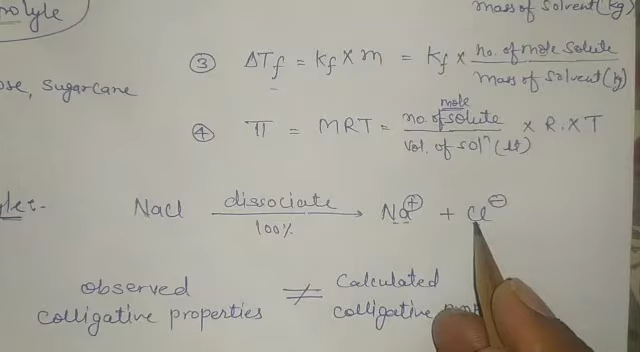 mass of solvent (kg)
③ ΔTf = Kf × m = Kf × no. of mole solute / mass of solvent (kg)
ose, sugarcane
mole
④ π = MRT = no. of solute / Vol. of solⁿ (lt) × R. × T
NaCl dissociate 100% → Na⊕ + Cl⊖
observed ≠ Calculated
colligative properties colligative